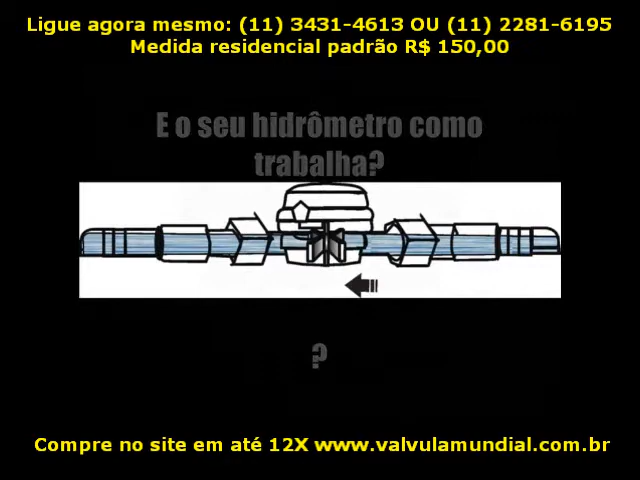 Ligue agora mesmo: (11) 3431-4613 OU (11) 2281-6195
Medida residencial padrão R$ 150,00
E o seu hidrômetro como
trabalha?
?
Compre no site em até 12X www.valvulamundial.com.br